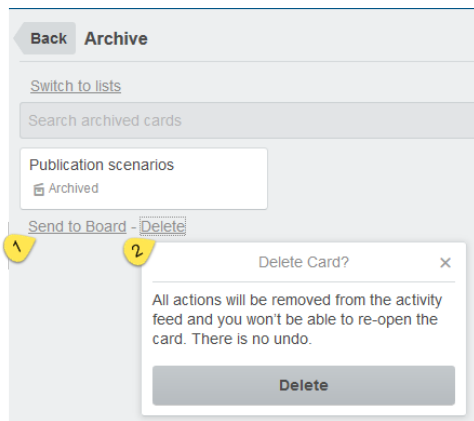 Back Archive
Switch to lists
Search archived cards
Publication scenarios
Archived
Send to Board - Delete
1 2
Delete Card? ×
All actions will be removed from the activity
feed and you won't be able to re-open the
card. There is no undo.
Delete